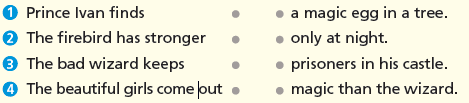 1 Prince Ivan finds • • a magic egg in a tree.
2 The firebird has stronger • • only at night.
3 The bad wizard keeps • • prisoners in his castle.
4 The beautiful girls come out • • magic than the wizard.